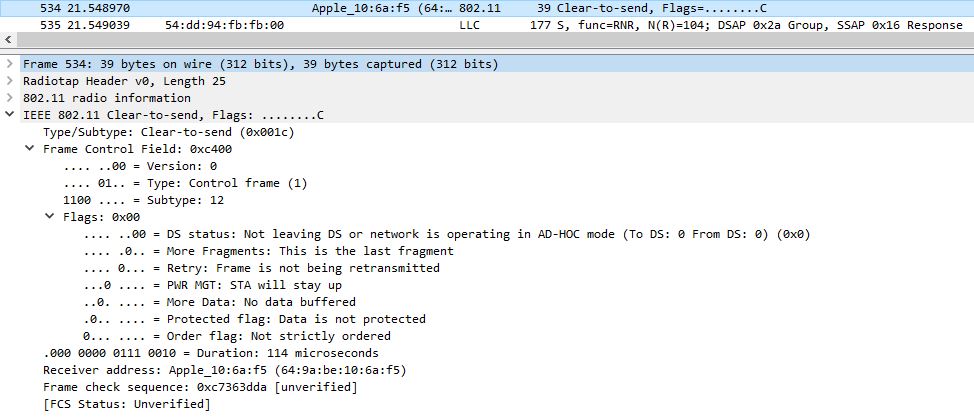 534 21.548970 Apple_10:6a:f5 (64:… 802.11 39 Clear-to-send, Flags=........C
535 21.549039 54:dd:94:fb:fb:00 LLC 177 S, func=RNR, N(R)=104; DSAP 0x2a Group, SSAP 0x16 Response
Frame 534: 39 bytes on wire (312 bits), 39 bytes captured (312 bits)
Radiotap Header v0, Length 25
802.11 radio information
IEEE 802.11 Clear-to-send, Flags: ........C
Type/Subtype: Clear-to-send (0x001c)
Frame Control Field: 0xc400
.... ..00 = Version: 0
.... 01.. = Type: Control frame (1)
1100 .... = Subtype: 12
Flags: 0x00
.... ..00 = DS status: Not leaving DS or network is operating in AD-HOC mode (To DS: 0 From DS: 0) (0x0)
.... .0.. = More Fragments: This is the last fragment
.... 0... = Retry: Frame is not being retransmitted
...0 .... = PWR MGT: STA will stay up
..0. .... = More Data: No data buffered
.0.. .... = Protected flag: Data is not protected
0... .... = Order flag: Not strictly ordered
.000 0000 0111 0010 = Duration: 114 microseconds
Receiver address: Apple_10:6a:f5 (64:9a:be:10:6a:f5)
Frame check sequence: 0xc7363dda [unverified]
[FCS Status: Unverified]